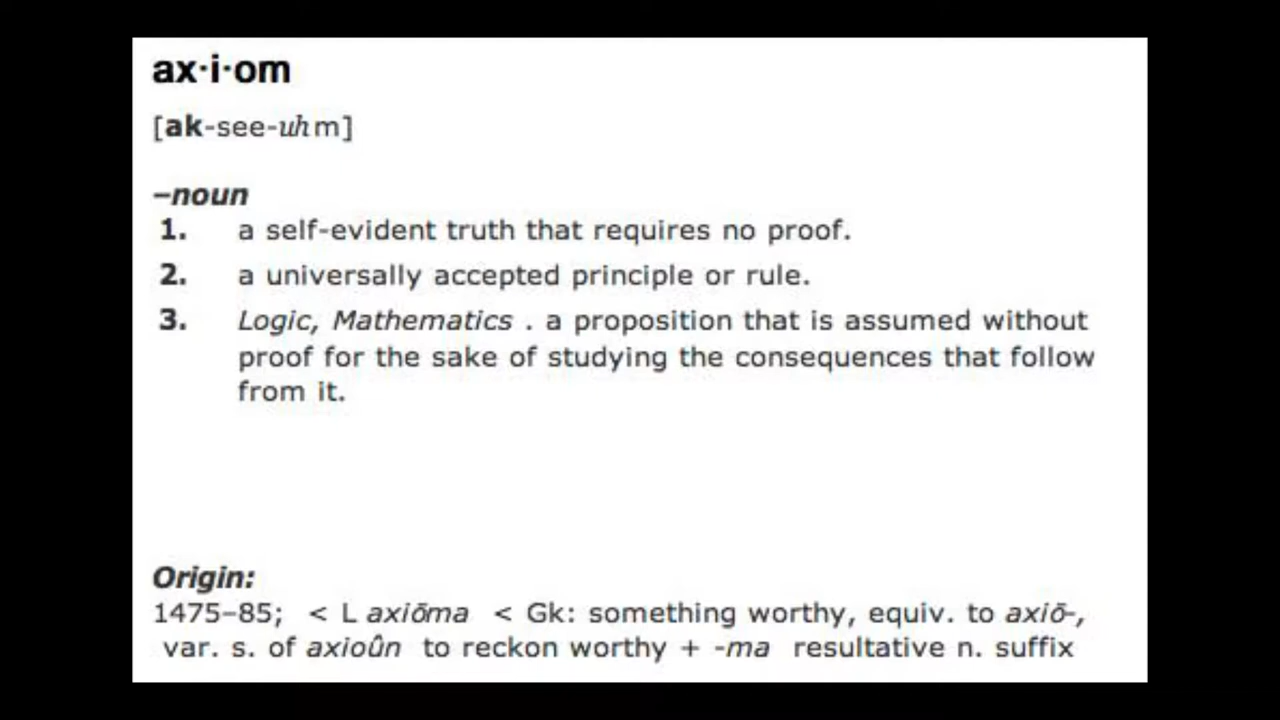 ax·i·om
[ak-see-uhm]
–noun
1. a self-evident truth that requires no proof.
2. a universally accepted principle or rule.
3. Logic, Mathematics . a proposition that is assumed without
proof for the sake of studying the consequences that follow
from it.
Origin:
1475–85; < L axiōma < Gk: something worthy, equiv. to axiō-,
var. s. of axioûn to reckon worthy + -ma resultative n. suffix